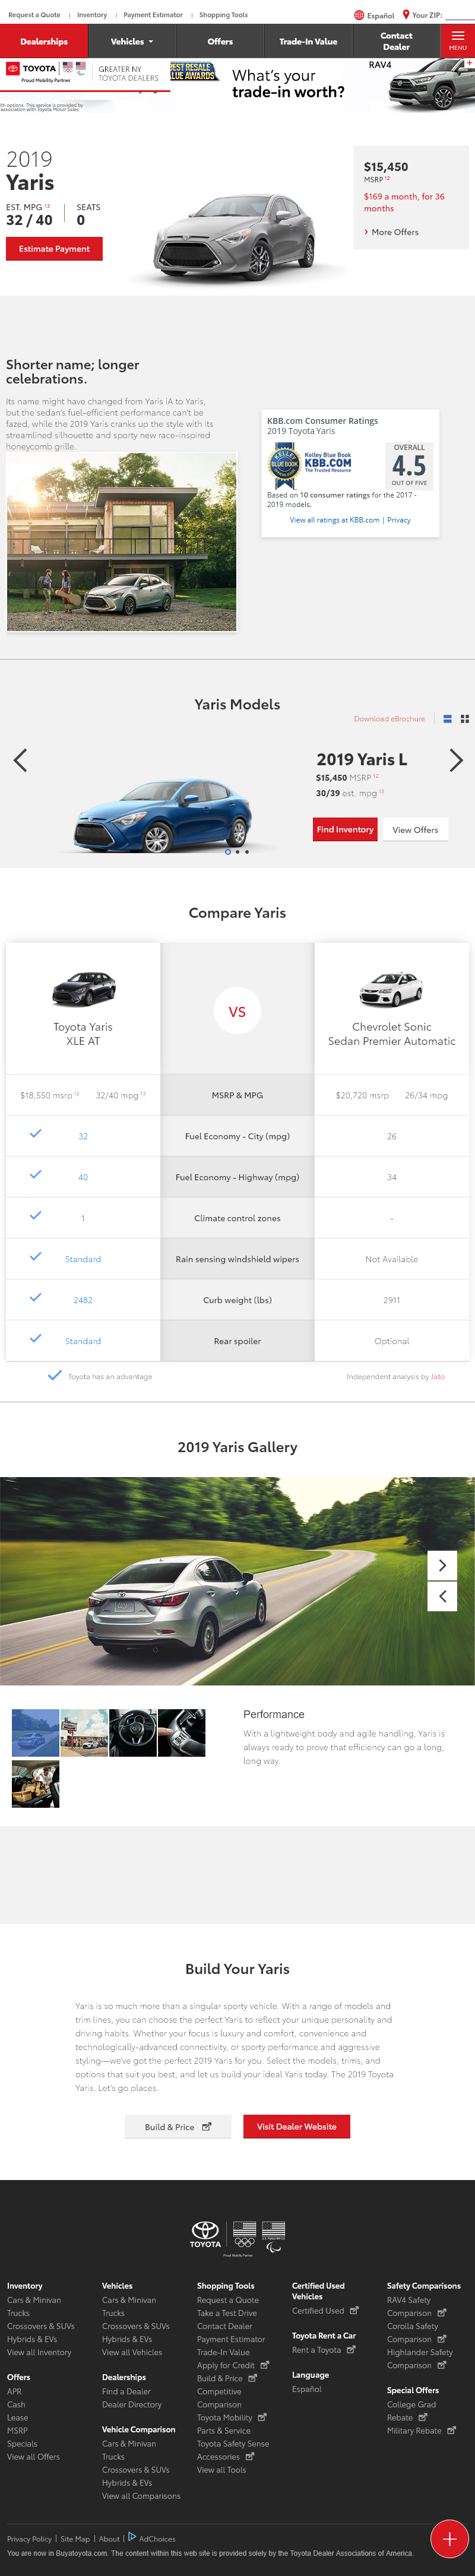 Request a Quote | Inventory | Payment Estimator | Shopping Tools
Español Your ZIP:
Dealerships Vehicles Offers Trade-In Value Contact Dealer MENU
TOYOTA
Proud Mobility Partner
GREATER NY
TOYOTA DEALERS
BEST RESALE
VALUE AWARDS
What's your
trade-in worth?
RAV4
association with Toyota Motor Sales.
2019
Yaris
EST. MPG 13
32 / 40
SEATS
0
Estimate Payment
$15,450
MSRP 12
$169 a month, for 36
months
More Offers
Shorter name; longer
celebrations.
Its name might have changed from Yaris iA to Yaris,
but the sedan's fuel-efficient performance can't be
fazed, while the 2019 Yaris cranks up the style with its
streamlined silhouette and sporty new race-inspired
honeycomb grille.
KBB.com Consumer Ratings
2019 Toyota Yaris
Kelley Blue Book
KBB.COM
The Trusted Resource
OVERALL
4.5
OUT OF FIVE
Based on 10 consumer ratings for the 2017 -
2019 models.
View all ratings at KBB.com | Privacy
Yaris Models
Download eBrochure
2019 Yaris L
$15,450 MSRP 12
30/39 est. mpg 13
Find Inventory View Offers
Compare Yaris
Toyota Yaris
XLE AT
VS
Chevrolet Sonic
Sedan Premier Automatic
$18,550 msrp 12 32/40 mpg 13 MSRP & MPG $20,720 msrp 26/34 mpg
32 Fuel Economy - City (mpg) 26
40 Fuel Economy - Highway (mpg) 34
1 Climate control zones -
Standard Rain sensing windshield wipers Not Available
2482 Curb weight (lbs) 2911
Standard Rear spoiler Optional
Toyota has an advantage Independent analysis by Jato
2019 Yaris Gallery
Performance
With a lightweight body and agile handling, Yaris is
always ready to prove that efficiency can go a long,
long way.
Build Your Yaris
Yaris is so much more than a singular sporty vehicle. With a range of models and
trim lines, you can choose the perfect Yaris to reflect your unique personality and
driving habits. Whether your focus is luxury and comfort, convenience and
technologically-advanced connectivity, or sporty performance and aggressive
styling—we've got the perfect 2019 Yaris for you. Select the models, trims, and
options that suit you best, and let us build your ideal Yaris today. The 2019 Toyota
Yaris. Let's go places.
Build & Price Visit Dealer Website
TOYOTA
Proud Mobility Partner
Inventory
Cars & Minivan
Trucks
Crossovers & SUVs
Hybrids & EVs
View all Inventory
Offers
APR
Cash
Lease
MSRP
Specials
View all Offers
Vehicles
Cars & Minivan
Trucks
Crossovers & SUVs
Hybrids & EVs
View all Vehicles
Dealerships
Find a Dealer
Dealer Directory
Vehicle Comparison
Cars & Minivan
Trucks
Crossovers & SUVs
Hybrids & EVs
View all Comparisons
Shopping Tools
Request a Quote
Take a Test Drive
Contact Dealer
Payment Estimator
Trade-In Value
Apply for Credit
Build & Price
Competitive
Comparison
Toyota Mobility
Parts & Service
Toyota Safety Sense
Accessories
View all Tools
Certified Used
Vehicles
Certified Used
Toyota Rent a Car
Rent a Toyota
Language
Español
Safety Comparisons
RAV4 Safety
Comparison
Corolla Safety
Comparison
Highlander Safety
Comparison
Special Offers
College Grad
Rebate
Military Rebate
Privacy Policy | Site Map | About | AdChoices
You are now in Buyatoyota.com. The content within this web site is provided solely by the Toyota Dealer Associations of America.